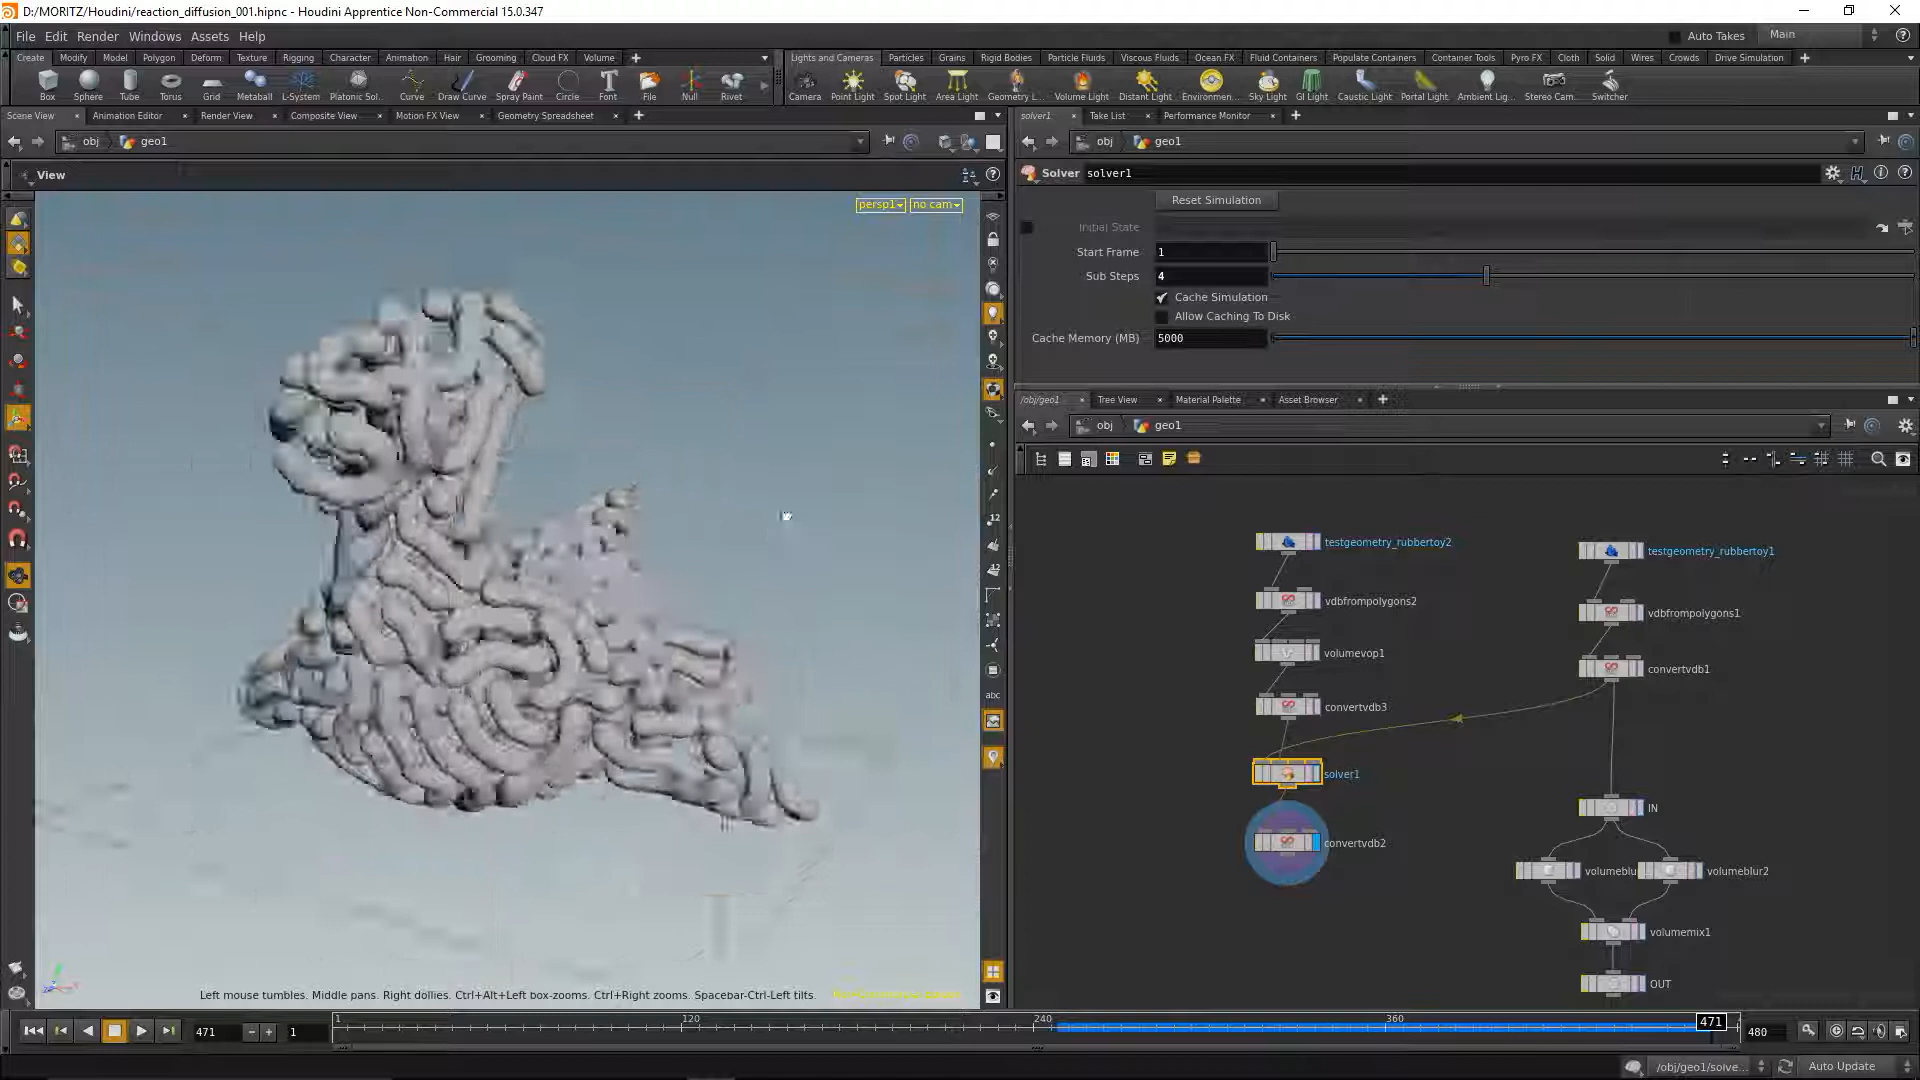 D:/MORITZ/Houdini/reaction_diffusion_001.hipnc - Houdini Apprentice Non-Commercial 15.0.347
File Edit Render Windows Assets Help
Auto Takes Main
Create Modify Model Polygon Deform Texture Rigging Character Animation Hair Grooming Cloud FX Volume
Lights and Cameras Particles Grains Rigid Bodies Particle Fluids Viscous Fluids Ocean FX Fluid Containers Populate Containers Container Tools Pyro FX Cloth Solid Wires Crowds Drive Simulation
Box Sphere Tube Torus Grid Metaball L-System Platonic Sol... Curve Draw Curve Spray Paint Circle Font File Null Rivet
Camera Point Light Spot Light Area Light Geometry L... Volume Light Distant Light Environmen... Sky Light GI Light Caustic Light Portal Light Ambient Lig... Stereo Cam... Switcher
Scene View Animation Editor Render View Composite View Motion FX View Geometry Spreadsheet
solver1 Take List Performance Monitor
obj geo1
obj geo1
View
Solver solver1
persp1 no cam
Reset Simulation
Initial State
Start Frame 1
Sub Steps 4
Cache Simulation
Allow Caching To Disk
Cache Memory (MB) 5000
/obj/geo1 Tree View Material Palette Asset Browser
obj geo1
testgeometry_rubbertoy2
testgeometry_rubbertoy1
vdbfrompolygons2
vdbfrompolygons1
volumevop1
convertvdb1
convertvdb3
solver1
IN
convertvdb2
volumeblu volumeblur2
volumemix1
OUT
12
12
abc
Left mouse tumbles. Middle pans. Right dollies. Ctrl+Alt+Left box-zooms. Ctrl+Right zooms. Spacebar-Ctrl-Left tilts.
471 1 1 120 240 360 471 480
/obj/geo1/solve... Auto Update